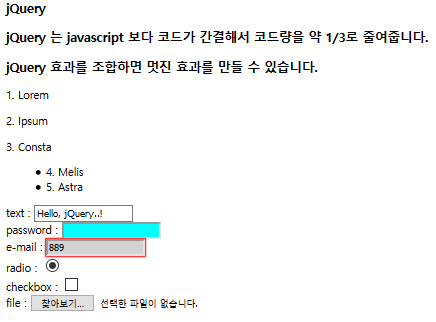 jQuery
jQuery 는 javascript 보다 코드가 간결해서 코드량을 약 1/3로 줄여줍니다.
jQuery 효과를 조합하면 멋진 효과를 만들 수 있습니다.
1. Lorem
2. Ipsum
3. Consta
• 4. Melis
• 5. Astra
text : Hello, jQuery..!
password :
e-mail : 889
radio :
checkbox :
file : 찾아보기... 선택한 파일이 없습니다.